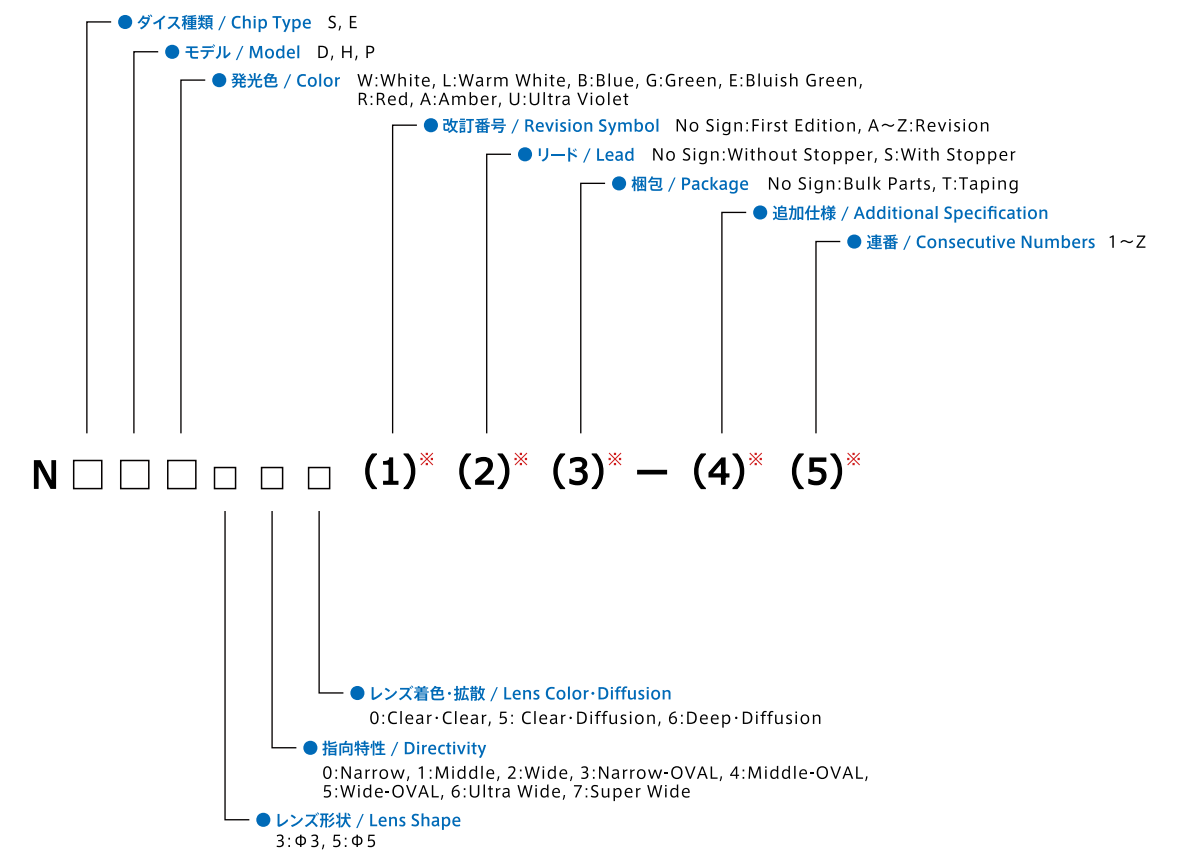 ● ダイス種類 / Chip Type S, E
● モデル / Model D, H, P
● 発光色 / Color W:White, L:Warm White, B:Blue, G:Green, E:Bluish Green,
R:Red, A:Amber, U:Ultra Violet
● 改訂番号 / Revision Symbol No Sign:First Edition, A~Z:Revision
● リード / Lead No Sign:Without Stopper, S:With Stopper
● 梱包 / Package No Sign:Bulk Parts, T:Taping
● 追加仕様 / Additional Specification
● 連番 / Consecutive Numbers 1~Z
N□□□□□□ (1)※ (2)※ (3)※ − (4)※ (5)※
● レンズ着色・拡散 / Lens Color・Diffusion
0:Clear・Clear, 5: Clear・Diffusion, 6:Deep・Diffusion
● 指向特性 / Directivity
0:Narrow, 1:Middle, 2:Wide, 3:Narrow-OVAL, 4:Middle-OVAL,
5:Wide-OVAL, 6:Ultra Wide, 7:Super Wide
● レンズ形状 / Lens Shape
3:Φ3, 5:Φ5